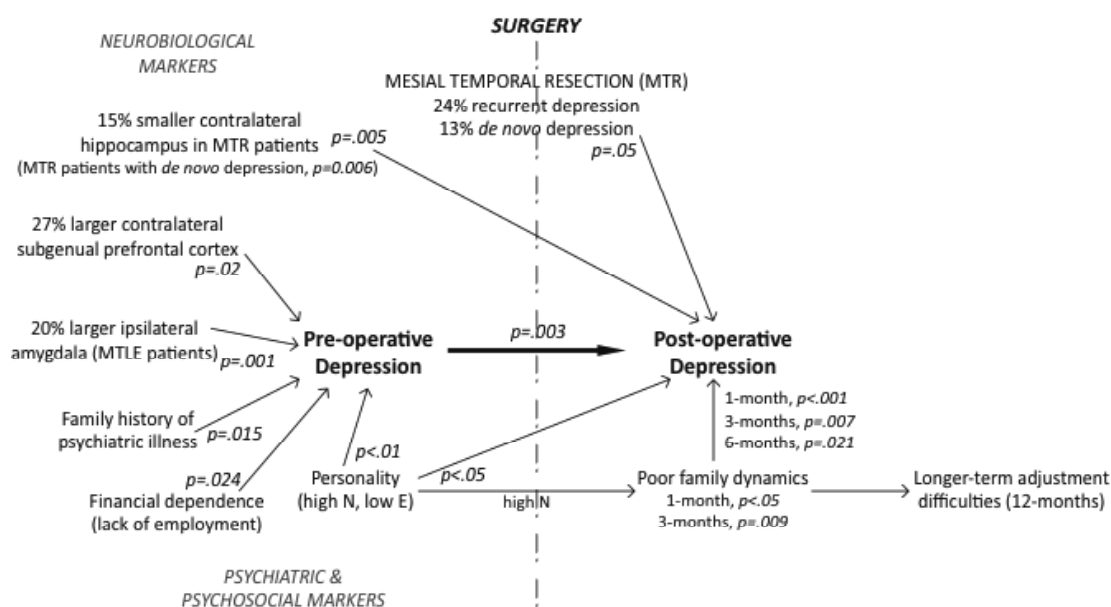 SURGERY
NEUROBIOLOGICAL
MARKERS
MESIAL TEMPORAL RESECTION (MTR)
24% recurrent depression
13% de novo depression
p=.05
15% smaller contralateral
hippocampus in MTR patients
(MTR patients with de novo depression, p=0.006)
p=.005
27% larger contralateral
subgenual prefrontal cortex
p=.02
20% larger ipsilateral
amygdala (MTLE patients)
p=.001
Pre-operative
Depression
p=.003
Post-operative
Depression
Family history of
psychiatric illness
p=.015
p=.024
Financial dependence
(lack of employment)
p<.01
Personality
(high N, low E)
p<.05
high N
1-month, p<.001
3-months, p=.007
6-months, p=.021
Poor family dynamics
1-month, p<.05
3-months, p=.009
Longer-term adjustment
difficulties (12-months)
PSYCHIATRIC &
PSYCHOSOCIAL MARKERS